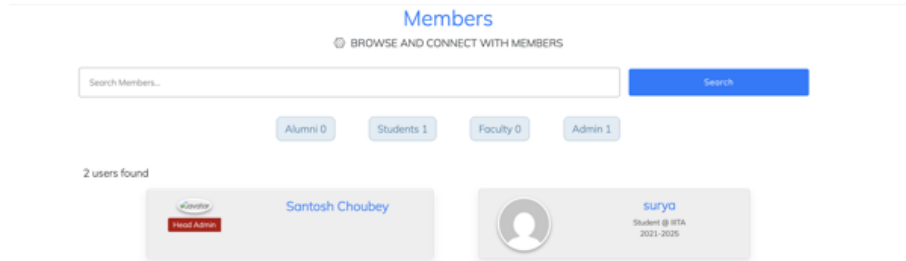 Members
BROWSE AND CONNECT WITH MEMBERS
Search Members...
Search
Alumni 0
Students 1
Faculty 0
Admin 1
2 users found
avatar
Head Admin
Santosh Choubey
surya
Student @ IIITA
2021-2025